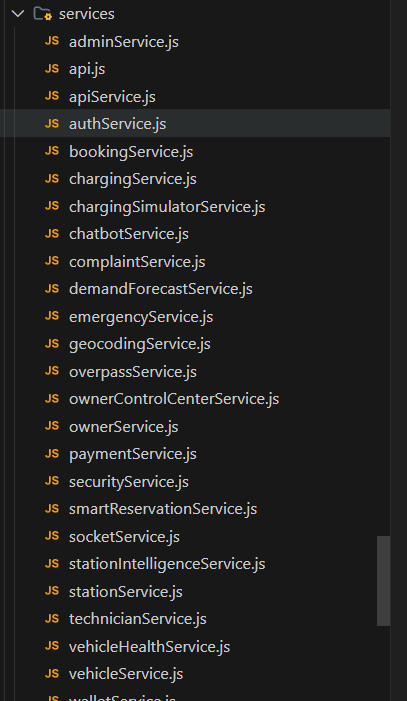 services
JS adminService.js
JS api.js
JS apiService.js
JS authService.js
JS bookingService.js
JS chargingService.js
JS chargingSimulatorService.js
JS chatbotService.js
JS complaintService.js
JS demandForecastService.js
JS emergencyService.js
JS geocodingService.js
JS overpassService.js
JS ownerControlCenterService.js
JS ownerService.js
JS paymentService.js
JS securityService.js
JS smartReservationService.js
JS socketService.js
JS stationIntelligenceService.js
JS stationService.js
JS technicianService.js
JS vehicleHealthService.js
JS vehicleService.js
JS walletService.js